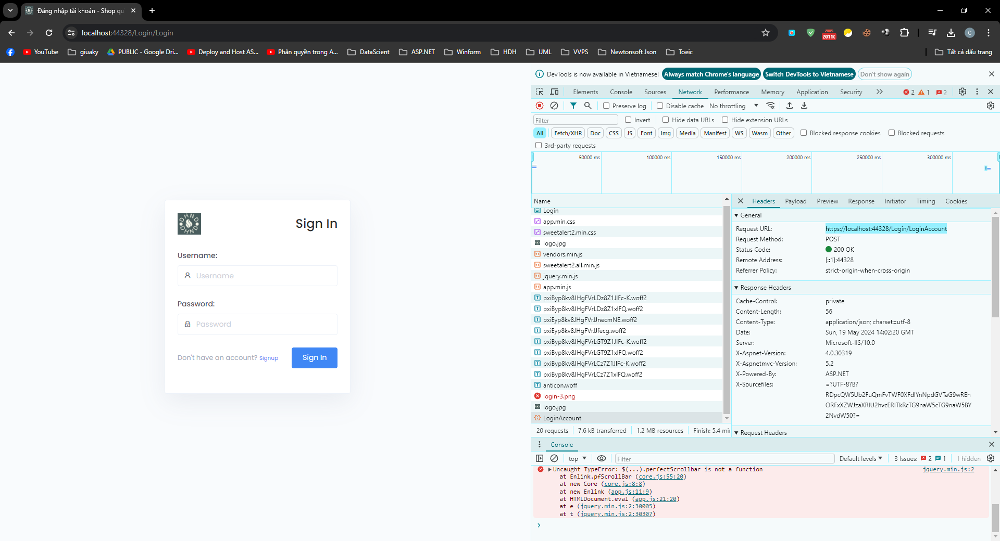 Đăng nhập tài khoản - Shop qu
localhost:44328/Login/Login
20110
C
YouTube
giuaky
PUBLIC - Google Dri...
Deploy and Host AS...
Phân quyền trong A...
DataScient
ASP.NET
Winform
HDH
UML
VVPS
Newtonsoft Json
Toeic
Tất cả dấu trang
DevTools is now available in Vietnamese!
Always match Chrome's language
Switch DevTools to Vietnamese
Don't show again
Elements
Console
Sources
Network
Performance
Memory
Application
Security
2
1
2
Preserve log
Disable cache
No throttling
Filter
Invert
Hide data URLs
Hide extension URLs
All
Fetch/XHR
Doc
CSS
JS
Font
Img
Media
Manifest
WS
Wasm
Other
Blocked response cookies
Blocked requests
3rd-party requests
50000 ms
100000 ms
150000 ms
200000 ms
250000 ms
300000 ms
DHND
DHND
Sign In
Username:
Username
Password:
Password
Don't have an account? Signup
Sign In
Name
Login
app.min.css
sweetalert2.min.css
logo.jpg
vendors.min.js
sweetalert2.all.min.js
jquery.min.js
app.min.js
pxiByp8kv8JHgFVrLDz8Z1JlFc-K.woff2
pxiByp8kv8JHgFVrLDz8Z1xlFQ.woff2
pxiEyp8kv8JHgFVrJJnecmNE.woff2
pxiEyp8kv8JHgFVrJJfecg.woff2
pxiByp8kv8JHgFVrLGT9Z1JlFc-K.woff2
pxiByp8kv8JHgFVrLGT9Z1xlFQ.woff2
pxiByp8kv8JHgFVrLCz7Z1JlFc-K.woff2
pxiByp8kv8JHgFVrLCz7Z1xlFQ.woff2
anticon.woff
login-3.png
logo.jpg
LoginAccount
20 requests
7.6 kB transferred
1.2 MB resources
Finish: 5.4 mi
Headers
Payload
Preview
Response
Initiator
Timing
Cookies
General
Request URL: https://localhost:44328/Login/LoginAccount
Request Method: POST
Status Code: 200 OK
Remote Address: [::1]:44328
Referrer Policy: strict-origin-when-cross-origin
Response Headers
Cache-Control: private
Content-Length: 56
Content-Type: application/json; charset=utf-8
Date: Sun, 19 May 2024 14:02:20 GMT
Server: Microsoft-IIS/10.0
X-Aspnet-Version: 4.0.30319
X-Aspnetmvc-Version: 5.2
X-Powered-By: ASP.NET
X-Sourcefiles: =?UTF-8?B?
RDpcQW5Ub2FuQmFvTWF0XFdlYnNpdGVTaG9wREh
ORFxXZWJzaXRlU2hvcERITkRcTG9naW5cTG9naW5BY
2NvdW50?=
Request Headers
Console
top
Filter
Default levels
3 Issues:
2
1
1 hidden
Uncaught TypeError: $(...).perfectScrollbar is not a function
jquery.min.js:2
at Enlink.pfScrollBar (core.js:55:20)
at new Core (core.js:8:8)
at new Enlink (app.js:11:9)
at HTMLDocument.eval (app.js:21:20)
at e (jquery.min.js:2:30005)
at t (jquery.min.js:2:30307)